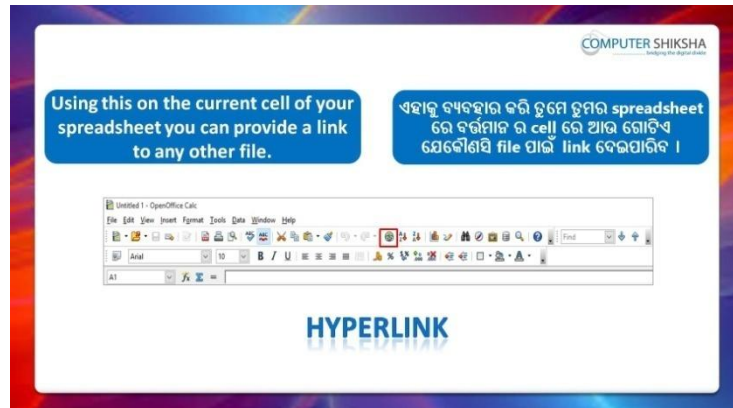 COMPUTER SHIKSHA
bridging the digital divide
Using this on the current cell of your
spreadsheet you can provide a link
to any other file.
ଏହାକୁ ବ୍ୟବହାର କରି ତୁମେ ତୁମର spreadsheet
ରେ ବର୍ତ୍ତମାନ ର cell ରେ ଆଉ ଗୋଟିଏ
ଯେକୌଣସି file ପାଇଁ link ଦେଇପାରିବ ।
Untitled 1 - OpenOffice Calc
File Edit View Insert Format Tools Data Window Help
Find
Arial 10 B I U
A1
HYPERLINK